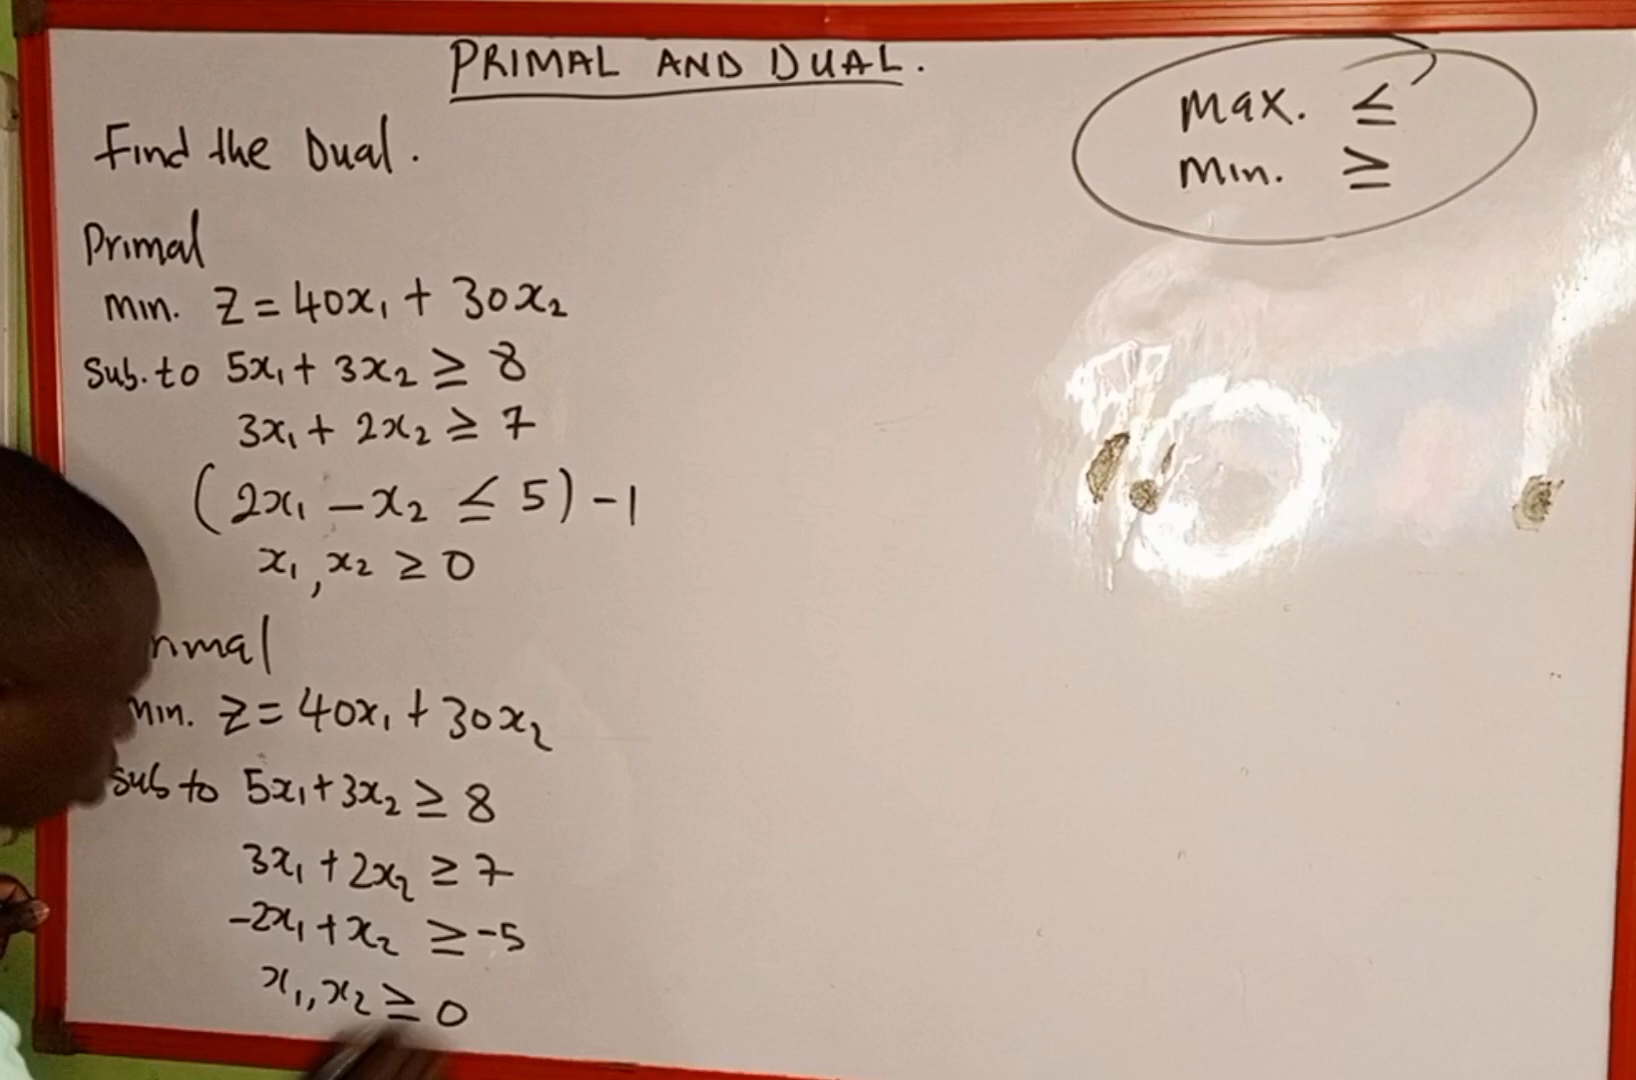 PRIMAL AND DUAL.
max. ≤
min. ≥
Find the Dual.
Primal
min. Z = 40x₁ + 30x₂
Sub. to 5x₁ + 3x₂ ≥ 8
3x₁ + 2x₂ ≥ 7
(2x₁ - x₂ ≤ 5) - 1
x₁, x₂ ≥ 0
min. Z = 40x₁ + 30x₂
Sub to 5x₁ + 3x₂ ≥ 8
3x₁ + 2x₂ ≥ 7
-2x₁ + x₂ ≥ -5
x₁, x₂ ≥ 0